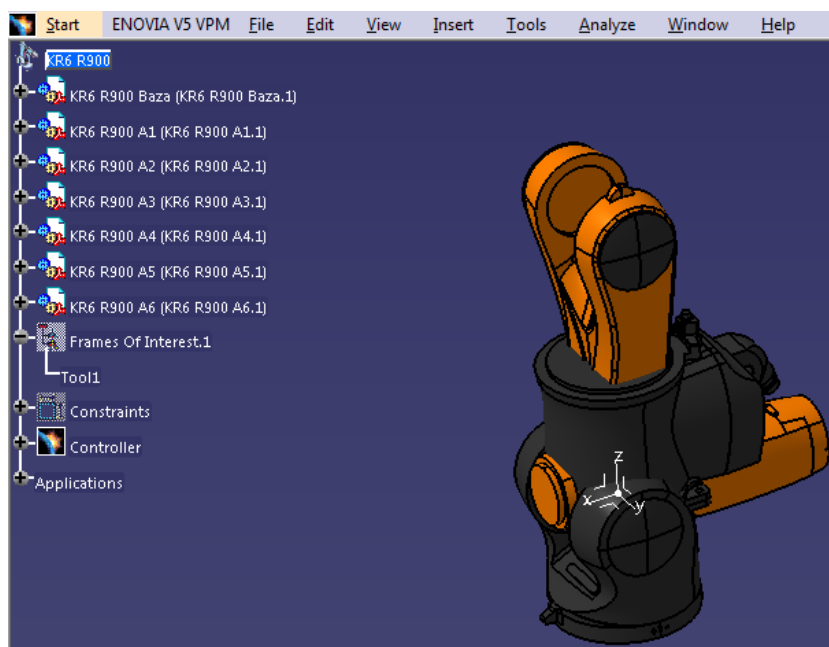 Start ENOVIA V5 VPM File Edit View Insert Tools Analyze Window Help
KR6 R900
KR6 R900 Baza (KR6 R900 Baza.1)
KR6 R900 A1 (KR6 R900 A1.1)
KR6 R900 A2 (KR6 R900 A2.1)
KR6 R900 A3 (KR6 R900 A3.1)
KR6 R900 A4 (KR6 R900 A4.1)
KR6 R900 A5 (KR6 R900 A5.1)
KR6 R900 A6 (KR6 R900 A6.1)
Frames Of Interest.1
Tool1
Constraints
Controller
Applications
z
x
y